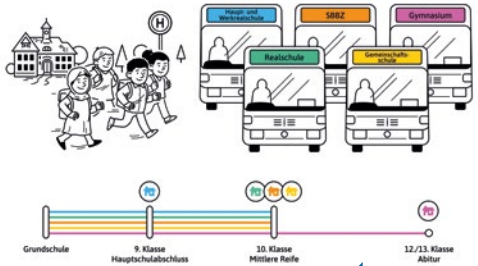 H
Haupt- und
Werkrealschule
SBBZ
Gymnasium
Realschule
Gemeinschafts-
schule
Grundschule
9. Klasse
Hauptschulabschluss
10. Klasse
Mittlere Reife
12./13. Klasse
Abitur